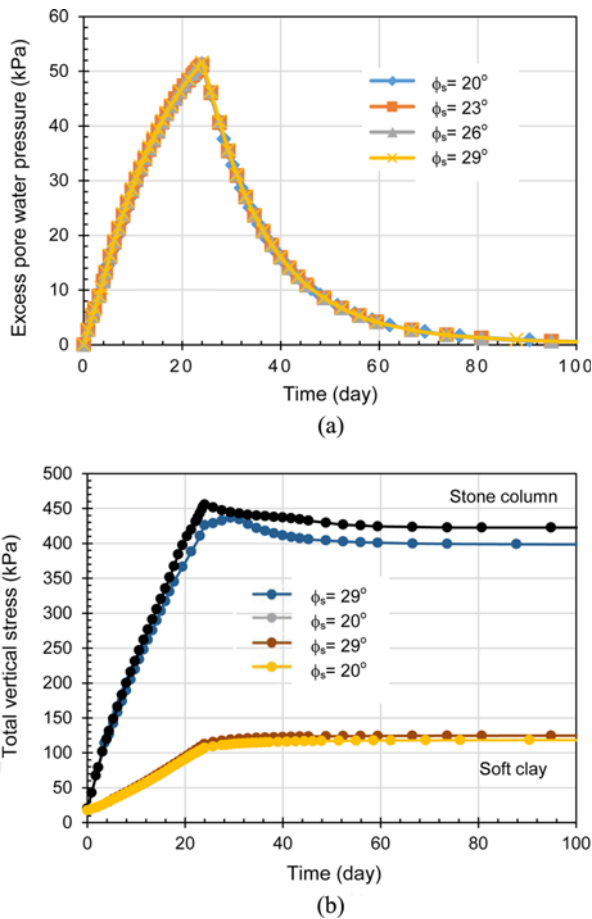 60
50
40
30
20
10
0
Excess pore water pressure (kPa)
ϕs= 20°
ϕs= 23°
ϕs= 26°
ϕs= 29°
0 20 40 60 80 100
Time (day)
(a)
500
450
400
350
300
250
200
150
100
50
0
Total vertical stress (kPa)
Stone column
ϕs= 29°
ϕs= 20°
ϕs= 29°
ϕs= 20°
Soft clay
0 20 40 60 80 100
Time (day)
(b)